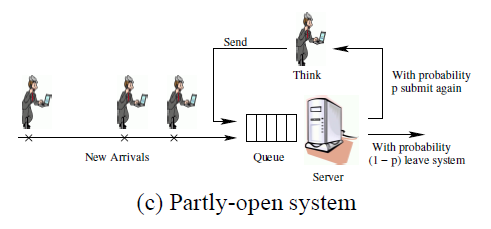 Send
Think
With probability
p submit again
New Arrivals
Queue
Server
With probability
(1 − p) leave system
(c) Partly-open system